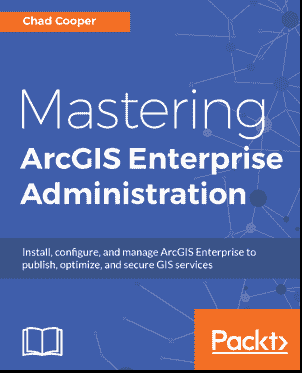 Chad Cooper
Mastering
ArcGIS Enterprise
Administration
Install, configure, and manage ArcGIS Enterprise to
publish, optimize, and secure GIS services
Packt>